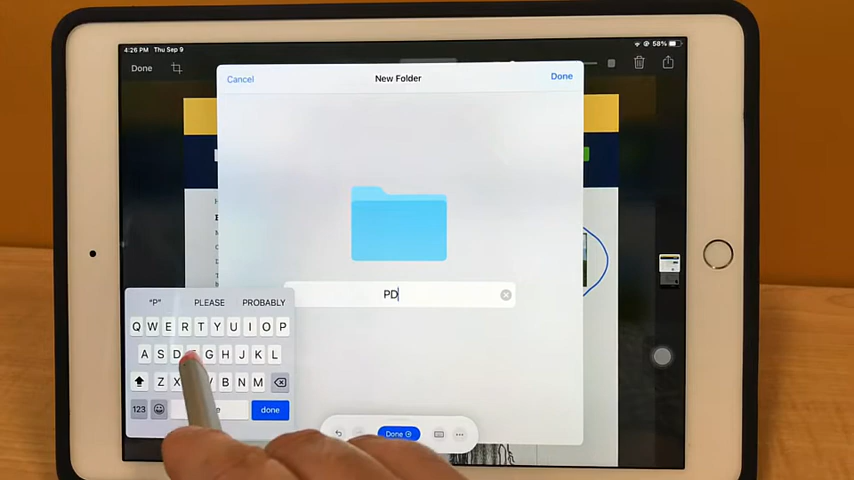 4:26 PM Thu Sep 9
58%
Done
Cancel
New Folder
Done
PD
"P" PLEASE PROBABLY
Q W E R T Y U I O P
A S D G H J K L
Z X V B N M
123
done
Done